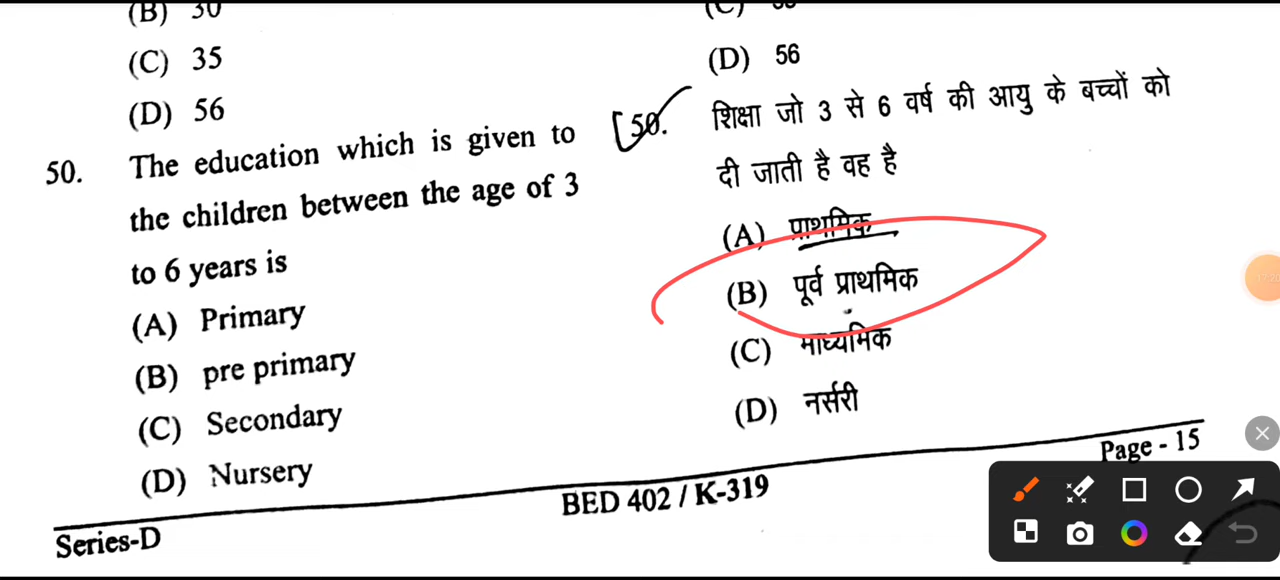 (B) 30
(C) 35
(D) 56
50. The education which is given to
the children between the age of 3
to 6 years is
(A) Primary
(B) pre primary
(C) Secondary
(D) Nursery
(D) 56
50. शिक्षा जो 3 से 6 वर्ष की आयु के बच्चों को
दी जाती है वह है
(A) प्राथमिक
(B) पूर्व प्राथमिक
(C) माध्यमिक
(D) नर्सरी
Series-D
BED 402 / K-319
Page - 15